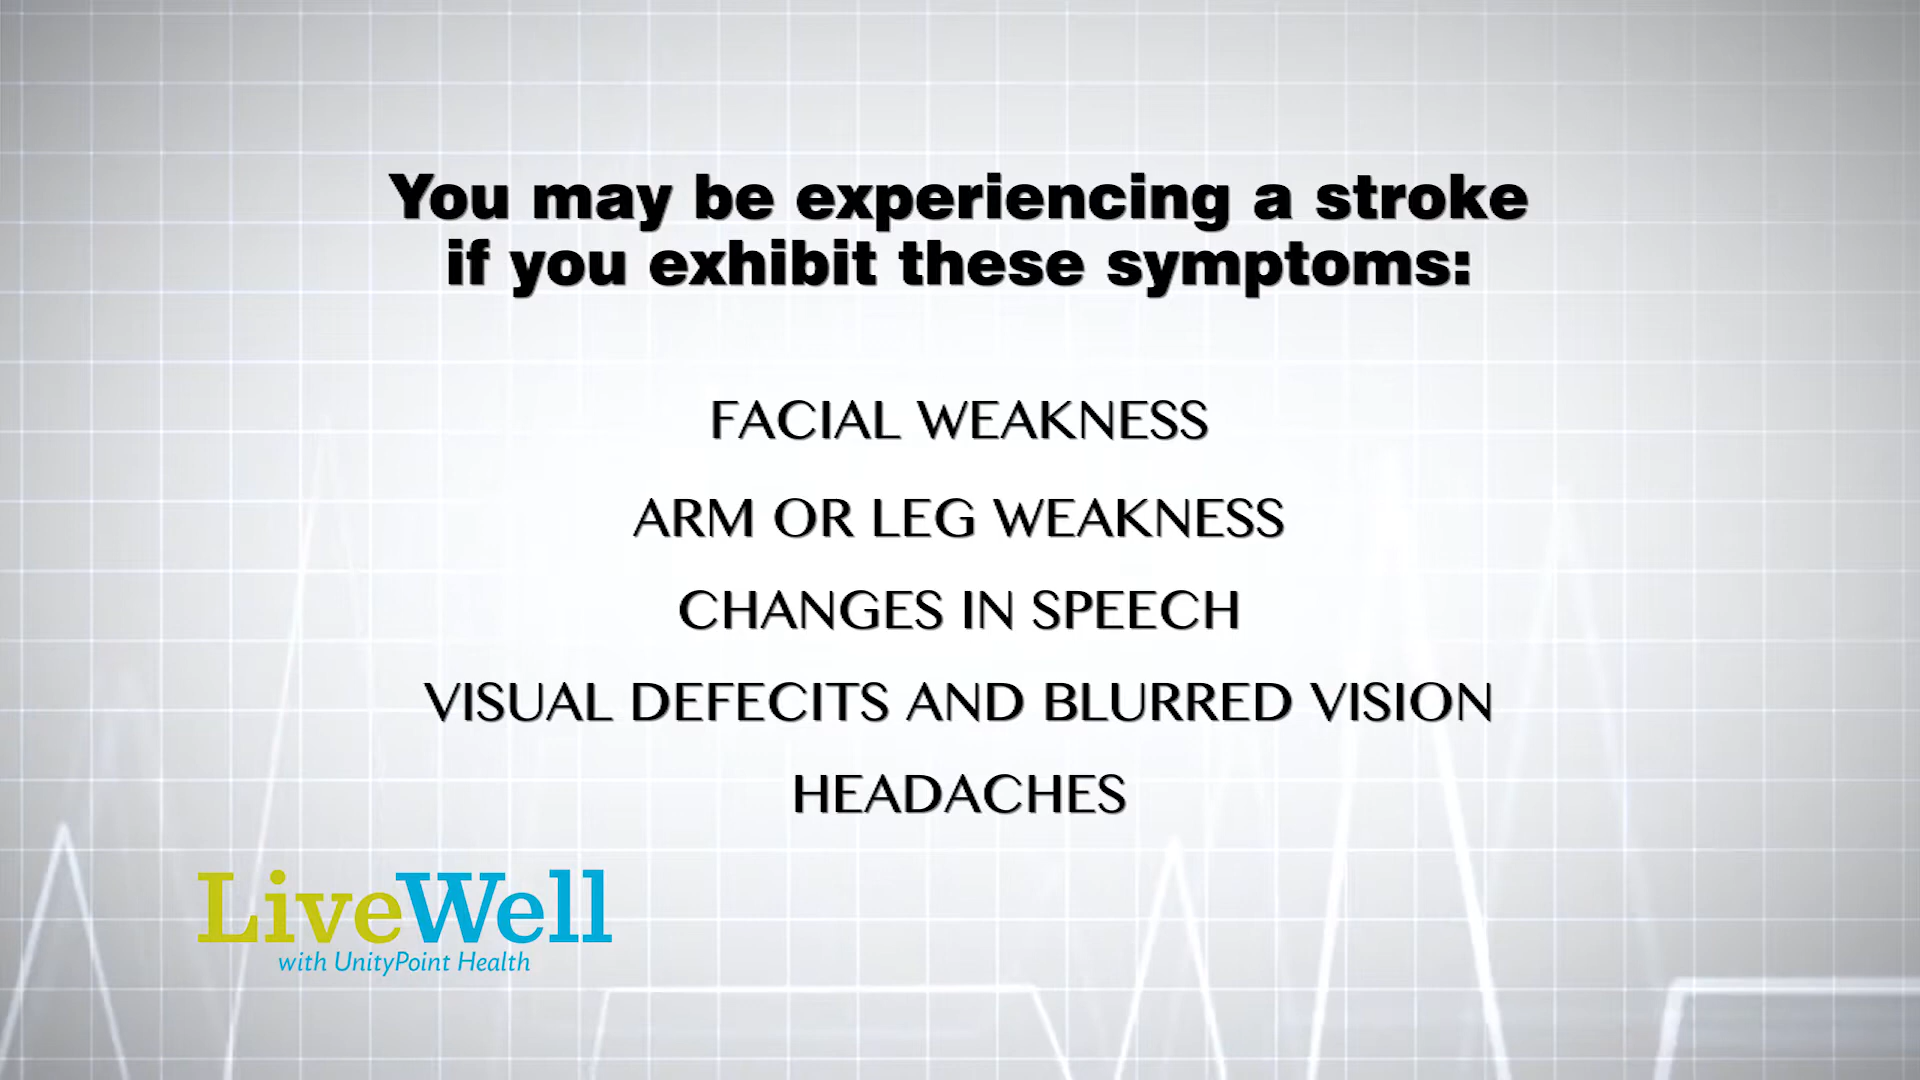 You may be experiencing a stroke
if you exhibit these symptoms:
FACIAL WEAKNESS
ARM OR LEG WEAKNESS
CHANGES IN SPEECH
VISUAL DEFECITS AND BLURRED VISION
HEADACHES
LiveWell
with UnityPoint Health